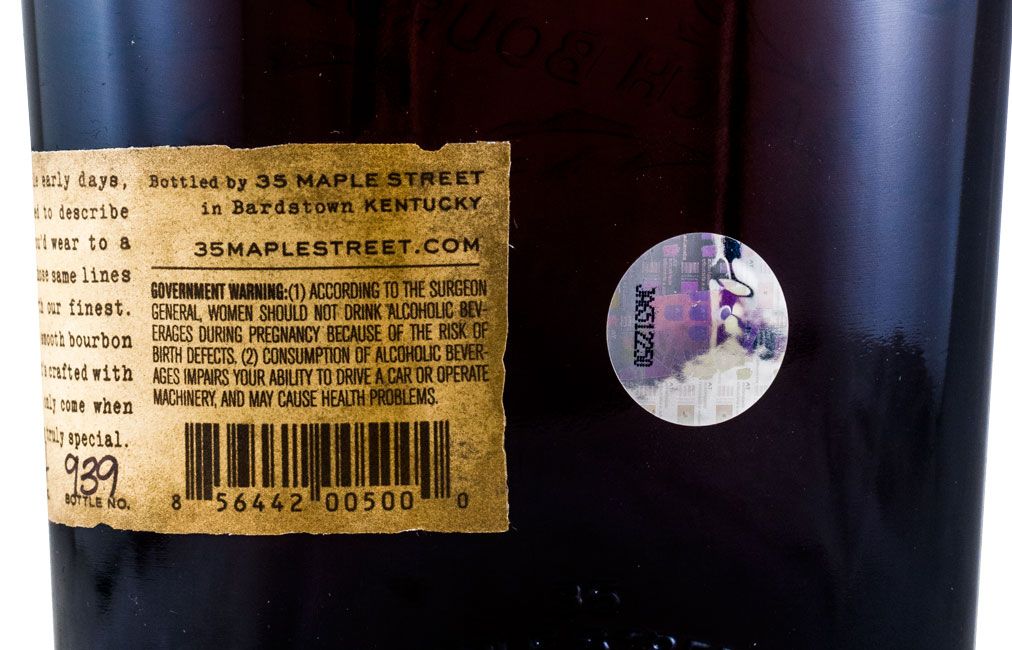 early days,
to describe
wear to a
same lines
our finest.
smooth bourbon
crafted with
only come when
truly special.
939
BOTTLE NO.
Bottled by 35 MAPLE STREET
in Bardstown KENTUCKY
35MAPLESTREET.COM
GOVERNMENT WARNING:(1) ACCORDING TO THE SURGEON
GENERAL, WOMEN SHOULD NOT DRINK ALCOHOLIC BEV-
ERAGES DURING PREGNANCY BECAUSE OF THE RISK OF
BIRTH DEFECTS. (2) CONSUMPTION OF ALCOHOLIC BEVER-
AGES IMPAIRS YOUR ABILITY TO DRIVE A CAR OR OPERATE
MACHINERY, AND MAY CAUSE HEALTH PROBLEMS.
8 56442 00500 0